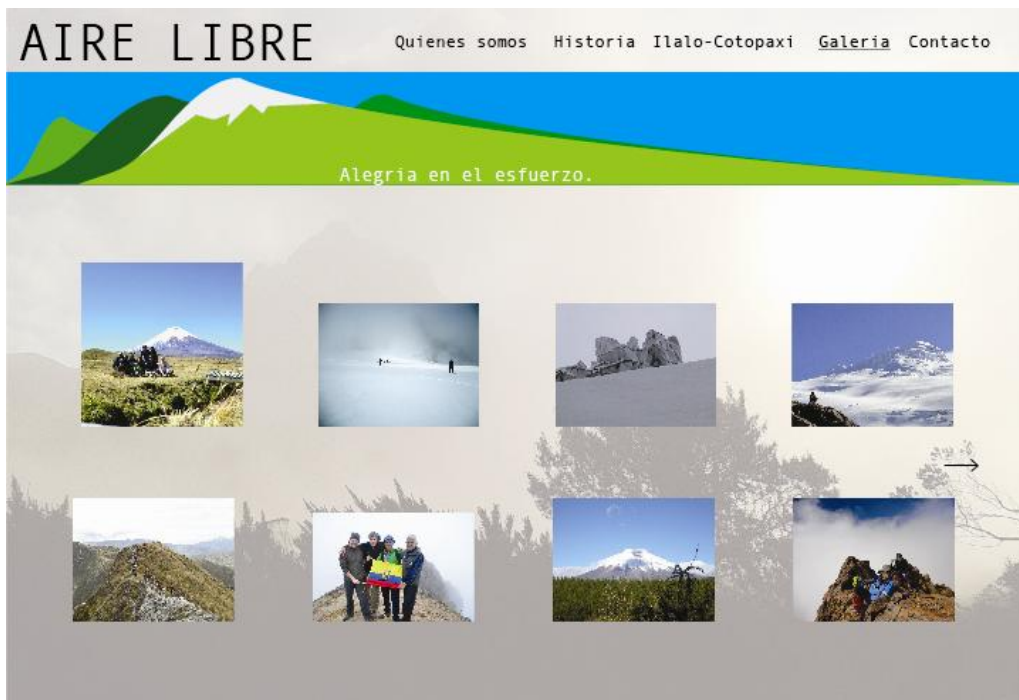 AIRE LIBRE
Quienes somos Historia Ilalo-Cotopaxi Galeria Contacto
Alegria en el esfuerzo.